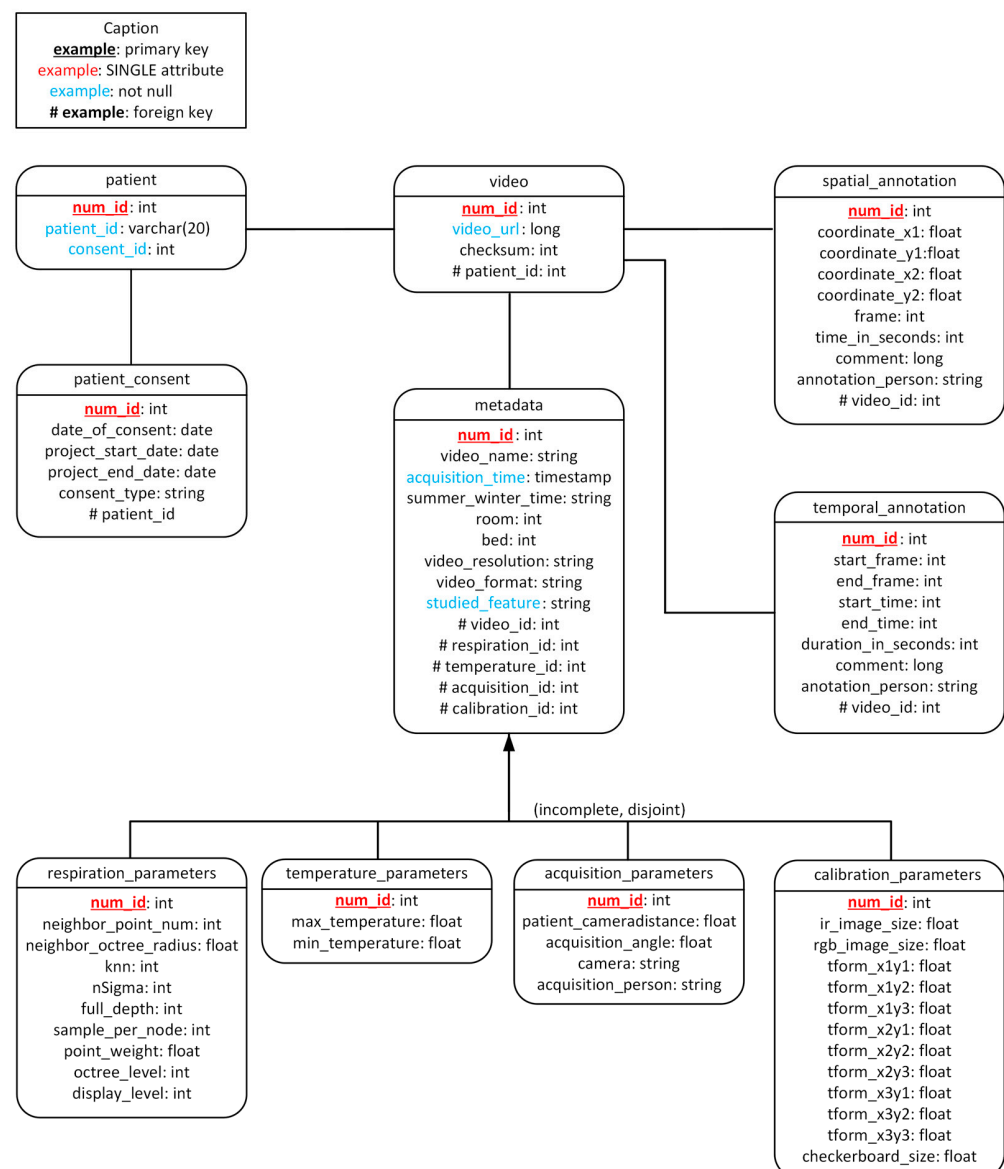 Caption
example: primary key
example: SINGLE attribute
example: not null
# example: foreign key
patient
num_id: int
patient_id: varchar(20)
consent_id: int
video
num_id: int
video_url: long
checksum: int
# patient_id: int
spatial_annotation
num_id: int
coordinate_x1: float
coordinate_y1:float
coordinate_x2: float
coordinate_y2: float
frame: int
time_in_seconds: int
comment: long
annotation_person: string
# video_id: int
patient_consent
num_id: int
date_of_consent: date
project_start_date: date
project_end_date: date
consent_type: string
# patient_id
metadata
num_id: int
video_name: string
acquisition_time: timestamp
summer_winter_time: string
room: int
bed: int
video_resolution: string
video_format: string
studied_feature: string
# video_id: int
# respiration_id: int
# temperature_id: int
# acquisition_id: int
# calibration_id: int
temporal_annotation
num_id: int
start_frame: int
end_frame: int
start_time: int
end_time: int
duration_in_seconds: int
comment: long
anotation_person: string
# video_id: int
(incomplete, disjoint)
respiration_parameters
num_id: int
neighbor_point_num: int
neighbor_octree_radius: float
knn: int
nSigma: int
full_depth: int
sample_per_node: int
point_weight: float
octree_level: int
display_level: int
temperature_parameters
num_id: int
max_temperature: float
min_temperature: float
acquisition_parameters
num_id: int
patient_cameradistance: float
acquisition_angle: float
camera: string
acquisition_person: string
calibration_parameters
num_id: int
ir_image_size: float
rgb_image_size: float
tform_x1y1: float
tform_x1y2: float
tform_x1y3: float
tform_x2y1: float
tform_x2y2: float
tform_x2y3: float
tform_x3y1: float
tform_x3y2: float
tform_x3y3: float
checkerboard_size: float